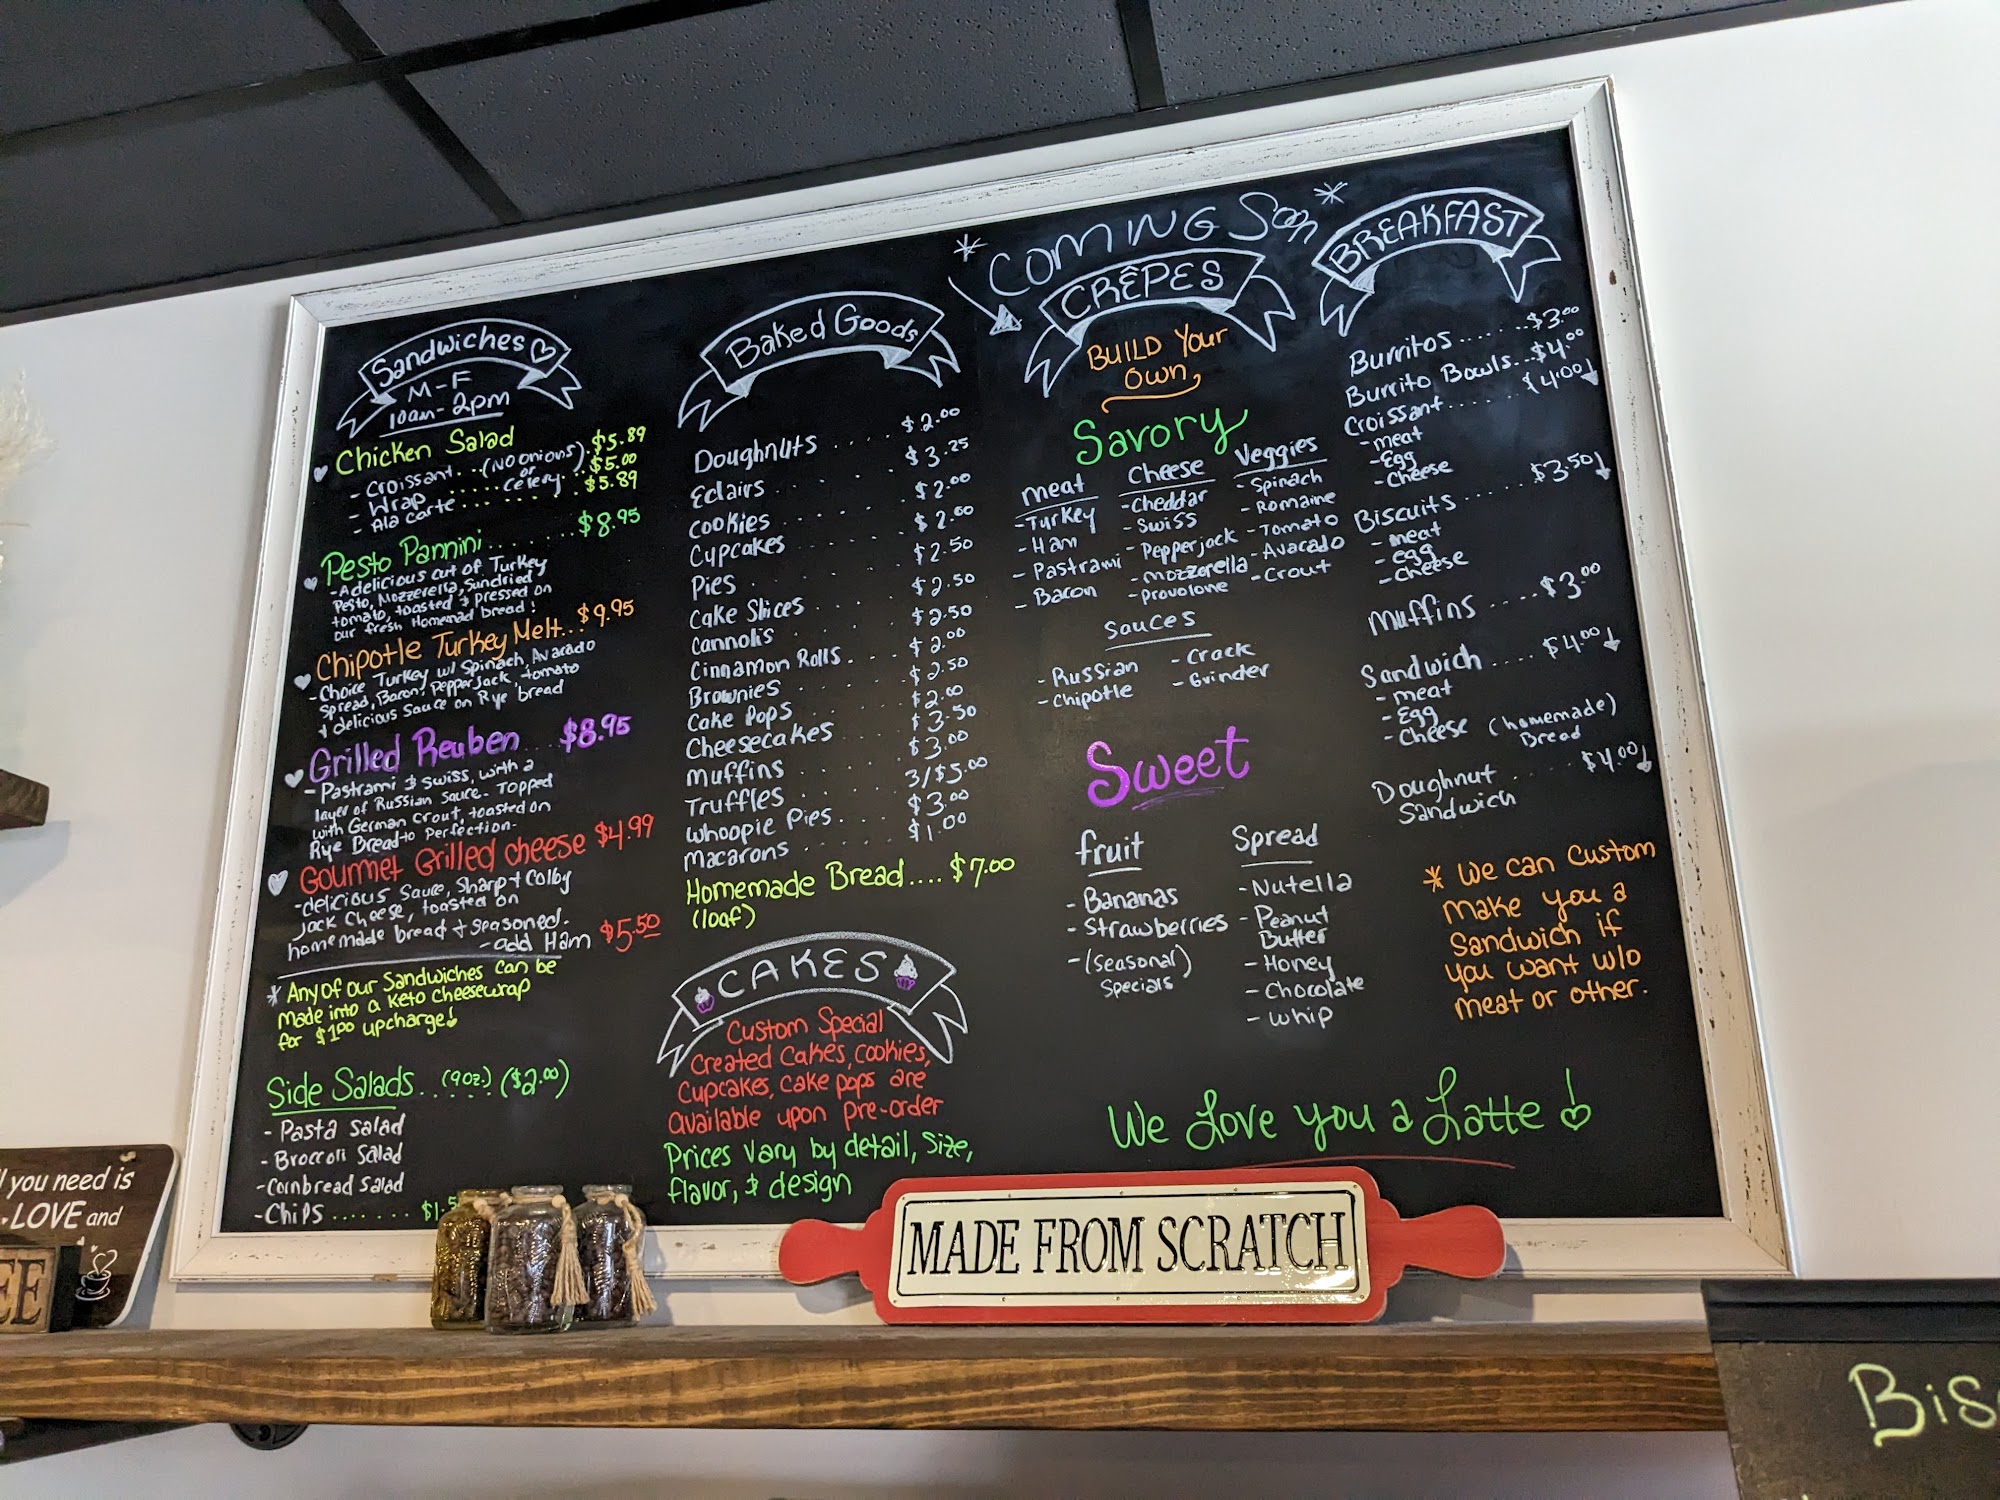 Sandwiches
M-F
10am-2pm
Chicken Salad
- Croissant...(NO onions). $5.89
or
- Wrap ..... celery .. $5.00
- Ala carte ........ $5.89
Pesto Pannini ........ $8.95
- A delicious cut of Turkey
Pesto, Mozzerella, Sundried
tomato, toasted & pressed on
our fresh Homemad bread!
Chipotle Turkey Melt.. $9.95
- Choice Turkey w/ Spinach, Avacado
Spread, Bacon, Pepper Jack, tomato
& delicious Sauce on Rye bread
Grilled Reuben ... $8.95
- Pastrami & Swiss, with a
layer of Russian Sauce. Topped
with German Crout, toasted on
Rye Bread to Perfection-
Gourmet Grilled cheese $4.99
- delicious Sauce, Sharp & Colby
Jack Cheese, toasted on
homemade bread & seasoned.
- add Ham $5.50
* Any of our Sandwiches can be
Made into a Keto cheesewrap
for $1.00 upcharge!
Side Salads...(9oz.) ($2.00)
- Pasta Salad
- Broccoli Salad
- Cornbread Salad
- Chips ....... $1.5
Baked Goods
Doughnuts .... $2.00
Eclairs ..... $3.25
cookies ..... $2.00
Cupcakes ..... $2.00
Pies ..... $2.50
Cake Slices ..... $2.50
Cannolis ..... $2.50
Cinnamon Rolls.... $2.00
Brownies ..... $2.50
Cake Pops ..... $2.00
Cheesecakes ..... $3.50
Muffins ..... $3.00
Truffles ..... 3/$5.00
Whoopie Pies..... $3.00
Macarons ..... $1.00
Homemade Bread.... $7.00
(loaf)
CAKES
Custom Special
Created Cakes, cookies,
Cupcakes, Cake pops are
available upon pre-order
Prices vary by detail, Size,
flavor, & design
* COMING Soon *
CRÊPES
BUILD Your
Own
Savory
meat
- Turkey
- Ham
- Pastrami
- Bacon
Cheese
- Cheddar
- Swiss
- Pepperjack
- Mozzerella
- provolone
Veggies
- Spinach
- Romaine
- Tomato
- Avacado
- Crout
Sauces
- Russian
- Chipotle
- Crack
- Grinder
Sweet
fruit
- Bananas
- Strawberries
- (Seasonal)
Specials
Spread
- Nutella
- Peanut
Butter
- Honey
- Chocolate
- whip
BREAKFAST
Burritos ...... $3.00
Burrito Bowls... $4.00
Croissant ....... $4.00
- meat
- Egg
- Cheese
Biscuits ...... $3.50
- meat
- egg
- cheese
Muffins ..... $3.00
Sandwich ..... $4.00
- meat
- Egg
- Cheese (homemade)
Bread
Doughnut ..... $4.00
Sandwich
* We can custom
make you a
Sandwich if
you want w/o
meat or other.
We Love you a Latte!
MADE FROM SCRATCH
you need is
LOVE and
EE
Bis